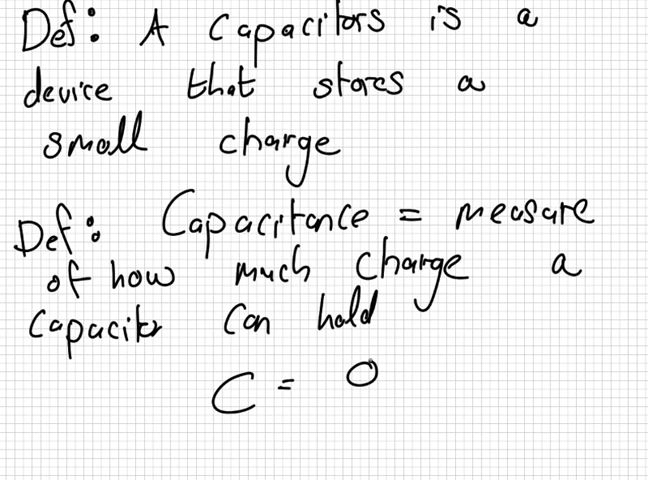 Def: A Capacitors is a
device that stores a
small charge
Def: Capacitance = measure
of how much charge a
Capacitor can hold
C = O